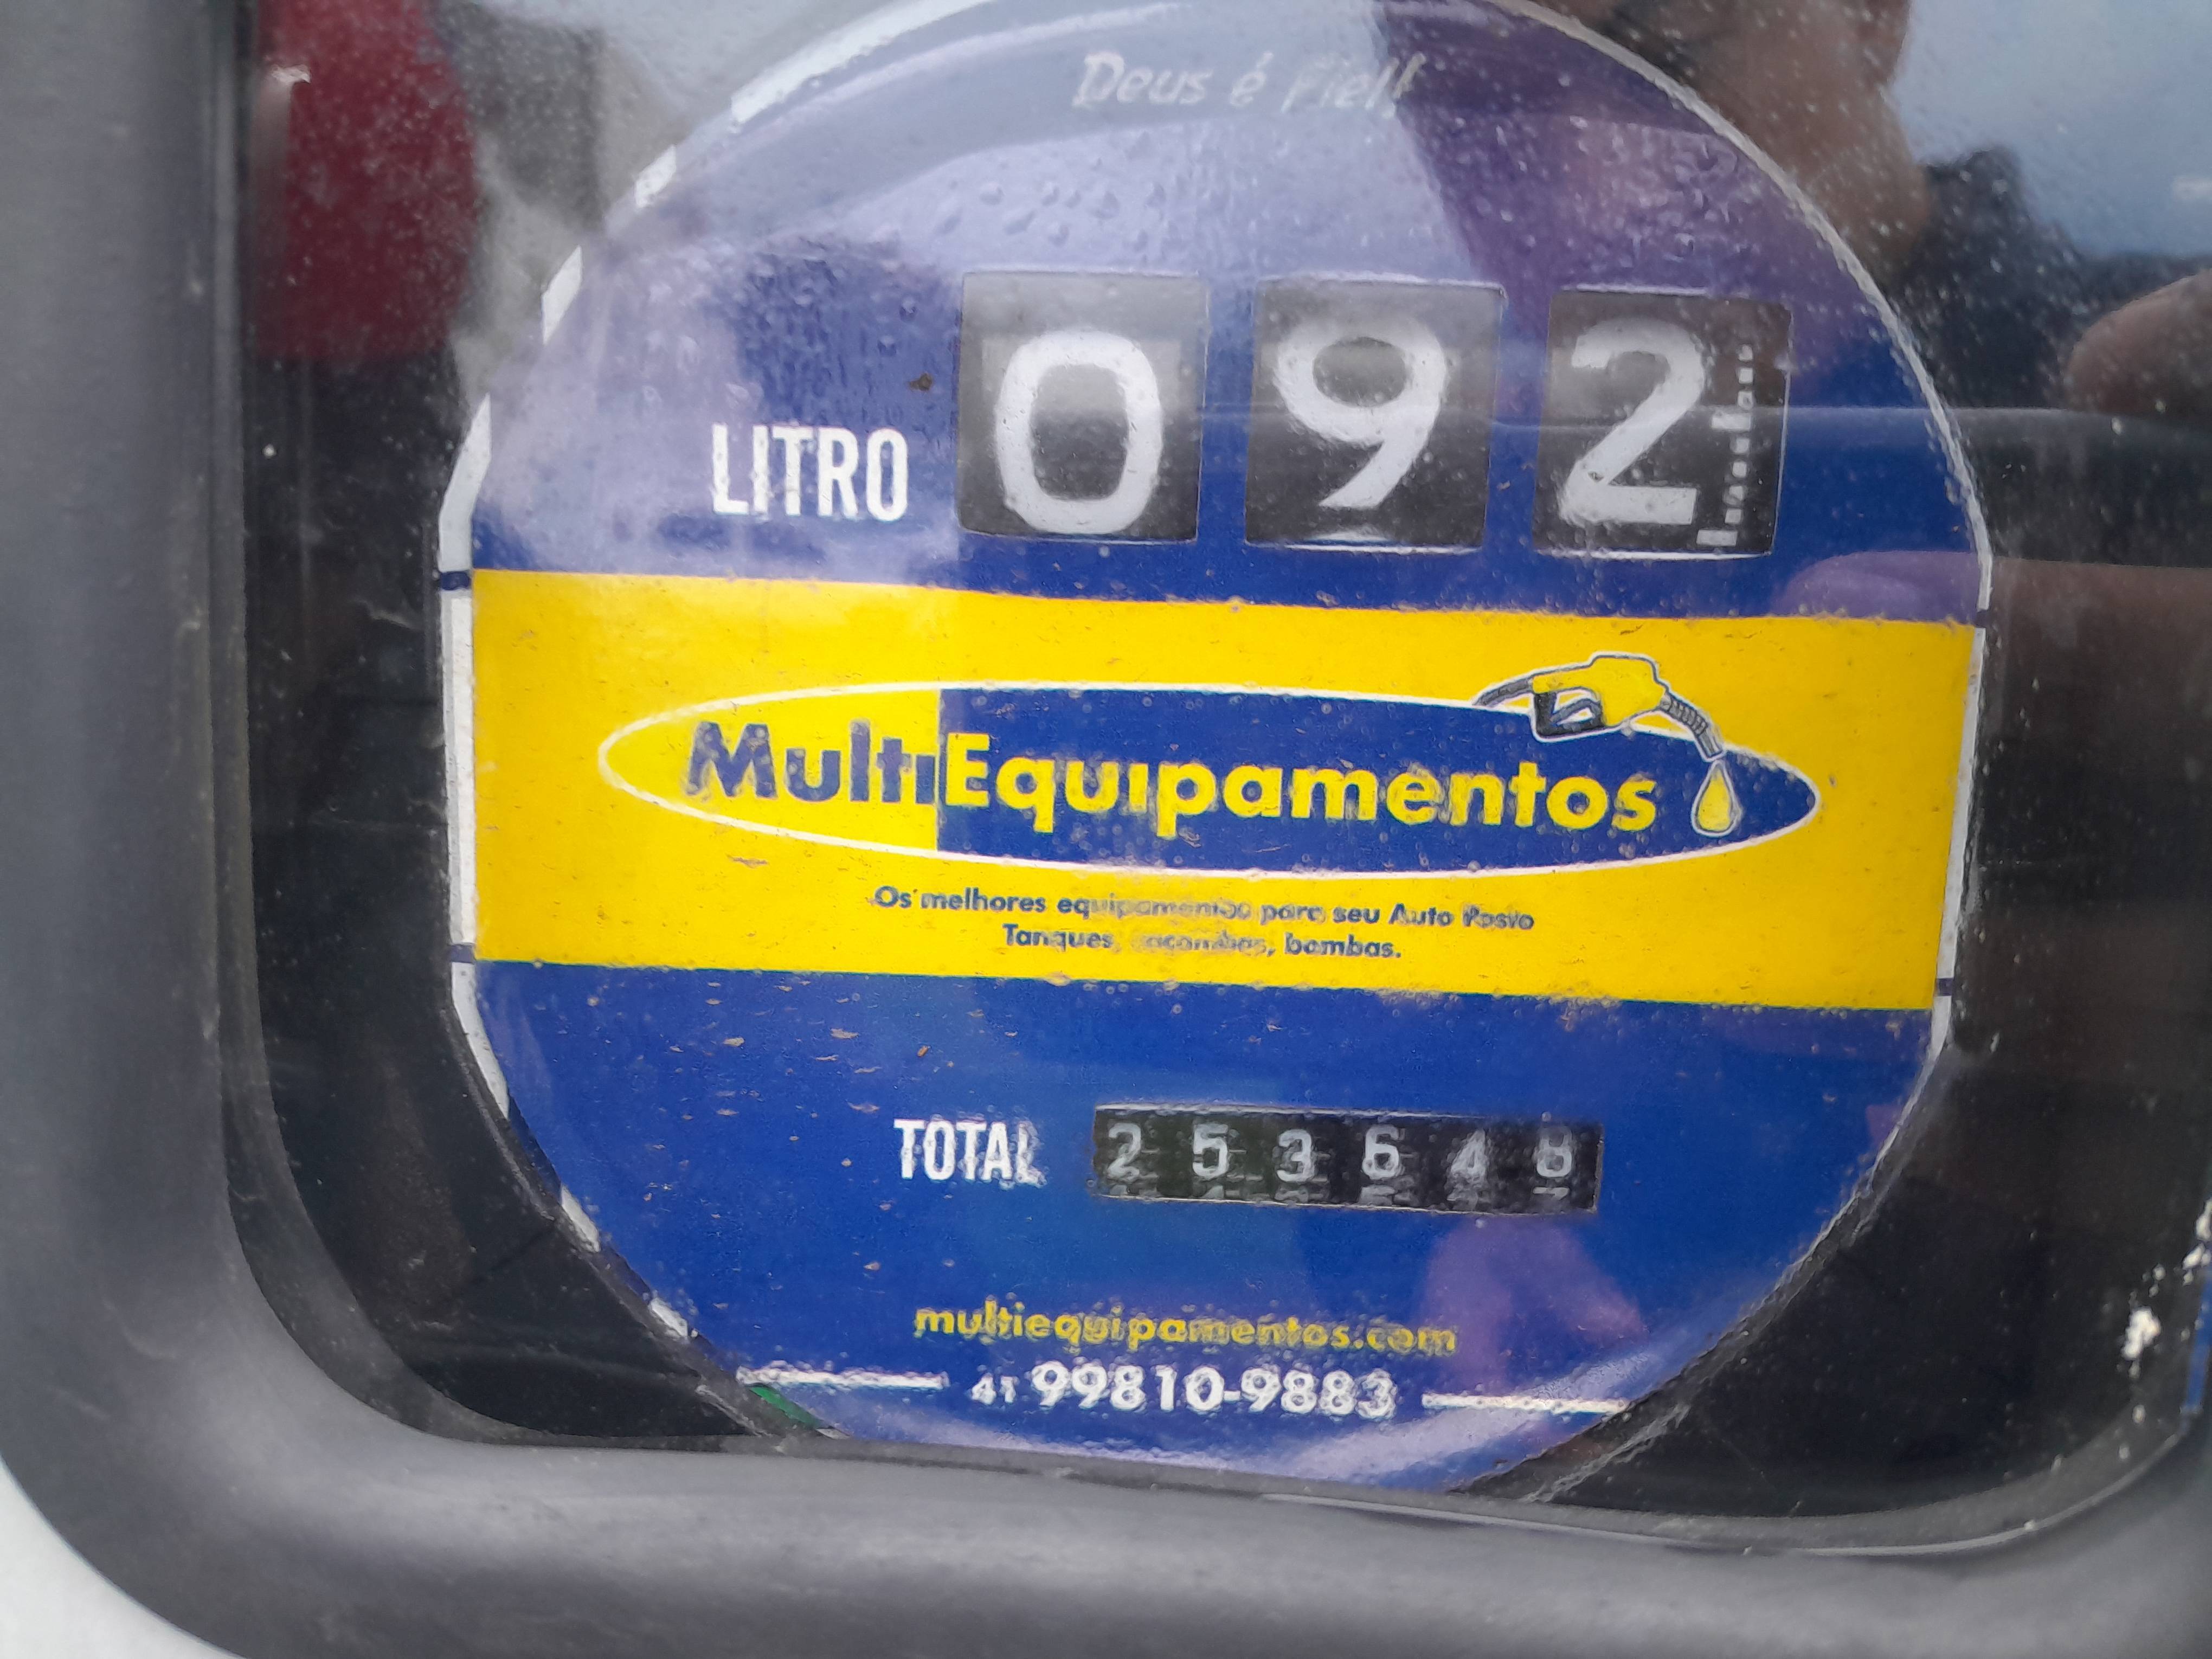 Deus é Fiel!
LITRO 092
MultiEquipamentos
Os melhores equipamentos para seu Auto Posto
Tanques, bombas.
TOTAL 253648
multiequipamentos.com
41 99810-9883